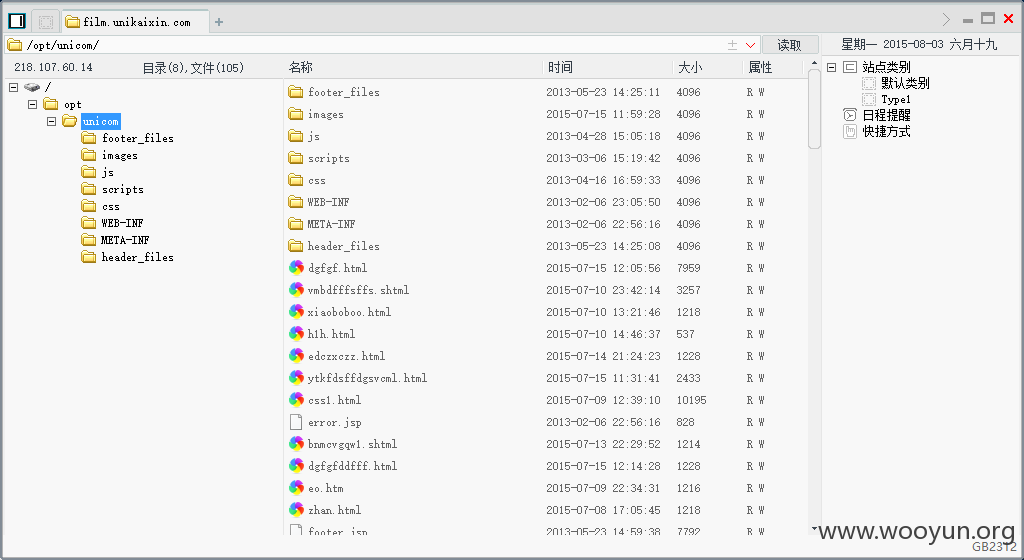 film.unikaixin.com
/opt/unicom/
读取
星期一 2015-08-03 六月十九
218.107.60.14 目录(8),文件(105)
名称 时间 大小 属性
/
opt
unicom
footer_files
images
js
scripts
css
WEB-INF
META-INF
header_files
footer_files 2013-05-23 14:25:11 4096 R W
images 2015-07-15 11:59:28 4096 R W
js 2013-04-28 15:05:18 4096 R W
scripts 2013-03-06 15:19:42 4096 R W
css 2013-04-16 16:59:33 4096 R W
WEB-INF 2013-02-06 23:05:50 4096 R W
META-INF 2013-02-06 22:56:16 4096 R W
header_files 2013-05-23 14:25:08 4096 R W
dgfgf.html 2015-07-15 12:05:56 7959 R W
vmbdfffsffs.shtml 2015-07-10 23:42:14 3257 R W
xiaoboboo.html 2015-07-10 13:21:46 1218 R W
h1h.html 2015-07-10 14:46:37 537 R W
edczxczz.html 2015-07-14 21:24:23 1228 R W
ytkfdsffdgsvcml.html 2015-07-15 11:31:41 2433 R W
css1.html 2015-07-09 12:39:10 10195 R W
error.jsp 2013-02-06 22:56:16 828 R W
bnmcvgqw1.shtml 2015-07-13 22:29:52 1214 R W
dgfgfddfff.html 2015-07-15 12:14:28 1228 R W
eo.htm 2015-07-09 22:34:31 1216 R W
zhan.html 2015-07-08 17:05:45 1218 R W
footer.jsp 2013-05-23 14:59:38 7792 R W
站点类别
默认类别
Type1
日程提醒
快捷方式
www.wooyun.org
GB2312